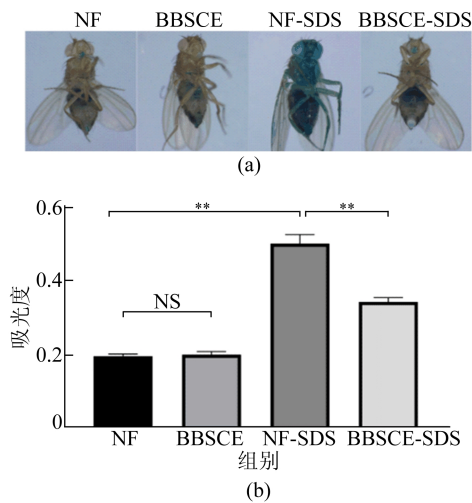 NF BBSCE NF-SDS BBSCE-SDS
(a)
0.6
** **
0.4
NS
0.2
0
吸光度
NF BBSCE NF-SDS BBSCE-SDS
组别
(b)